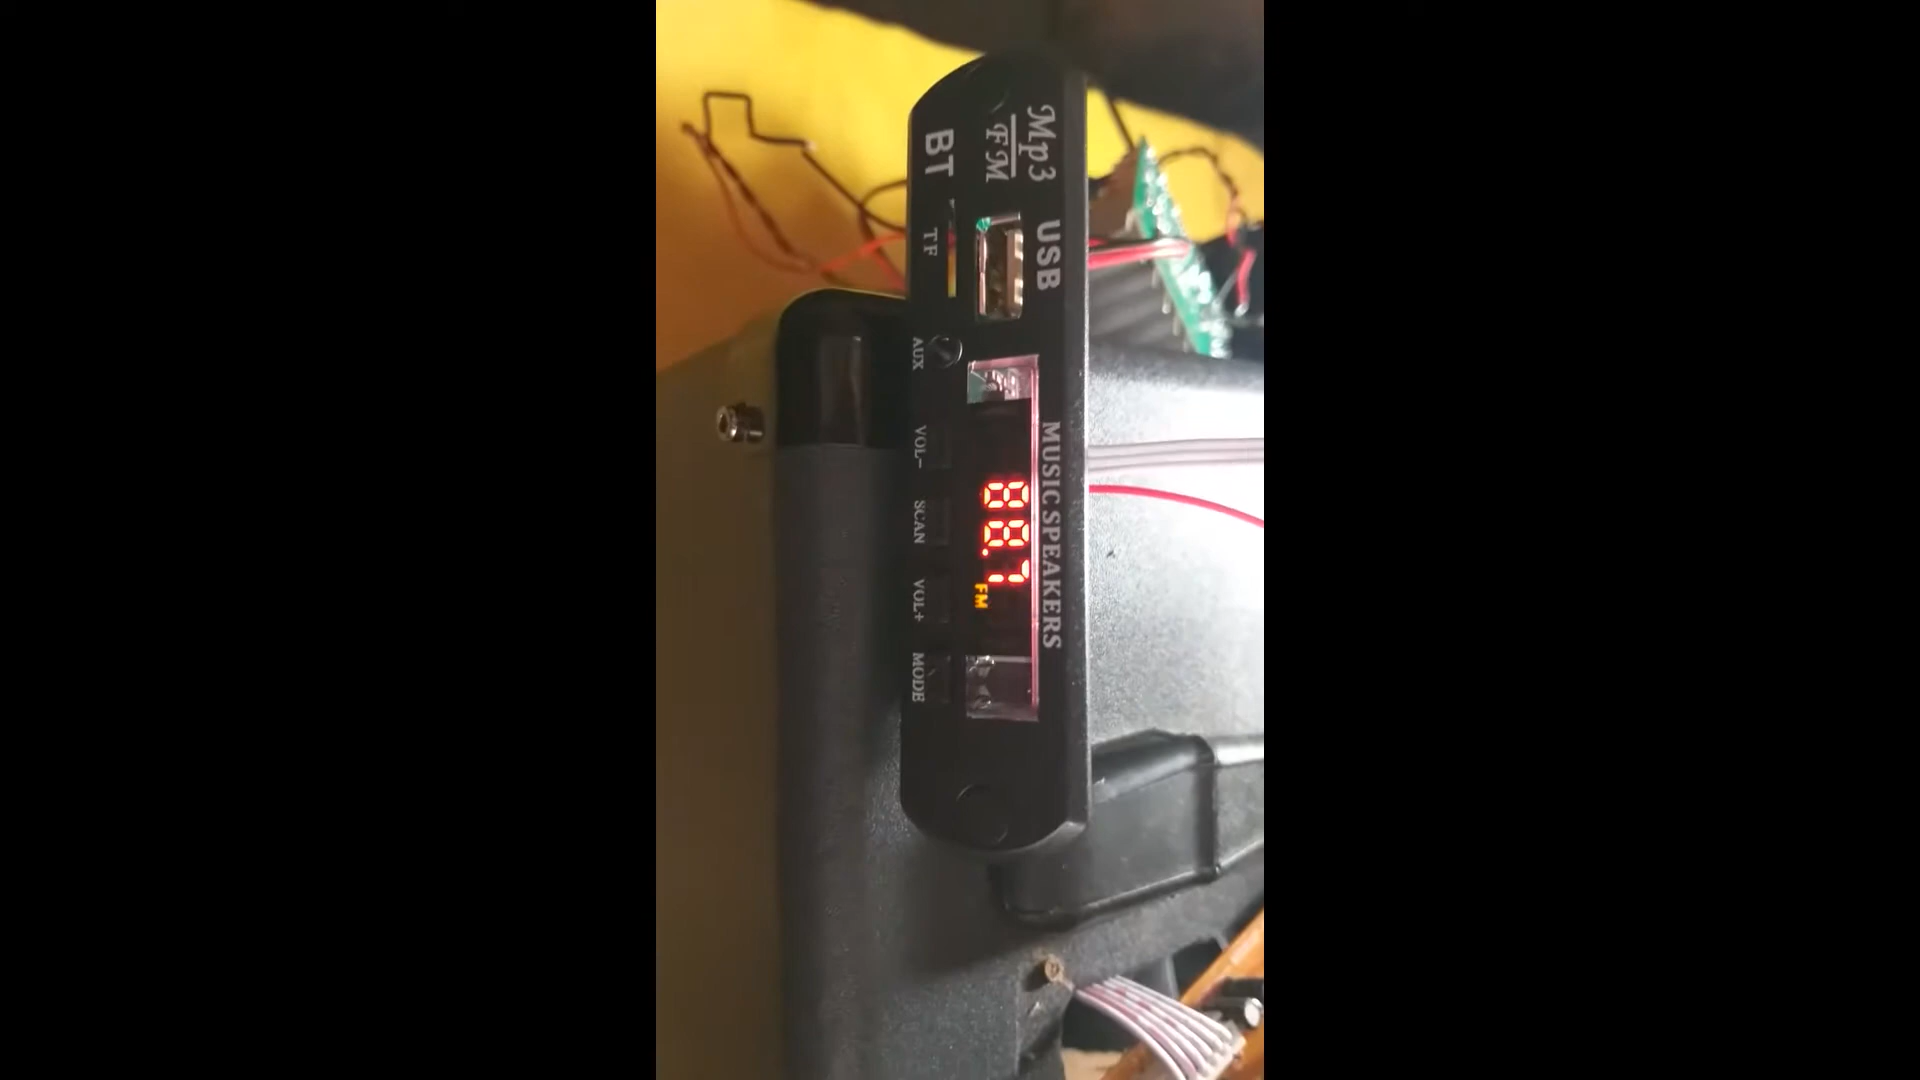 Mp3
FM
BT
USB
TF
MUSIC SPEAKERS
88.7
FM
AUX
VOL-
SCAN
VOL+
MODE